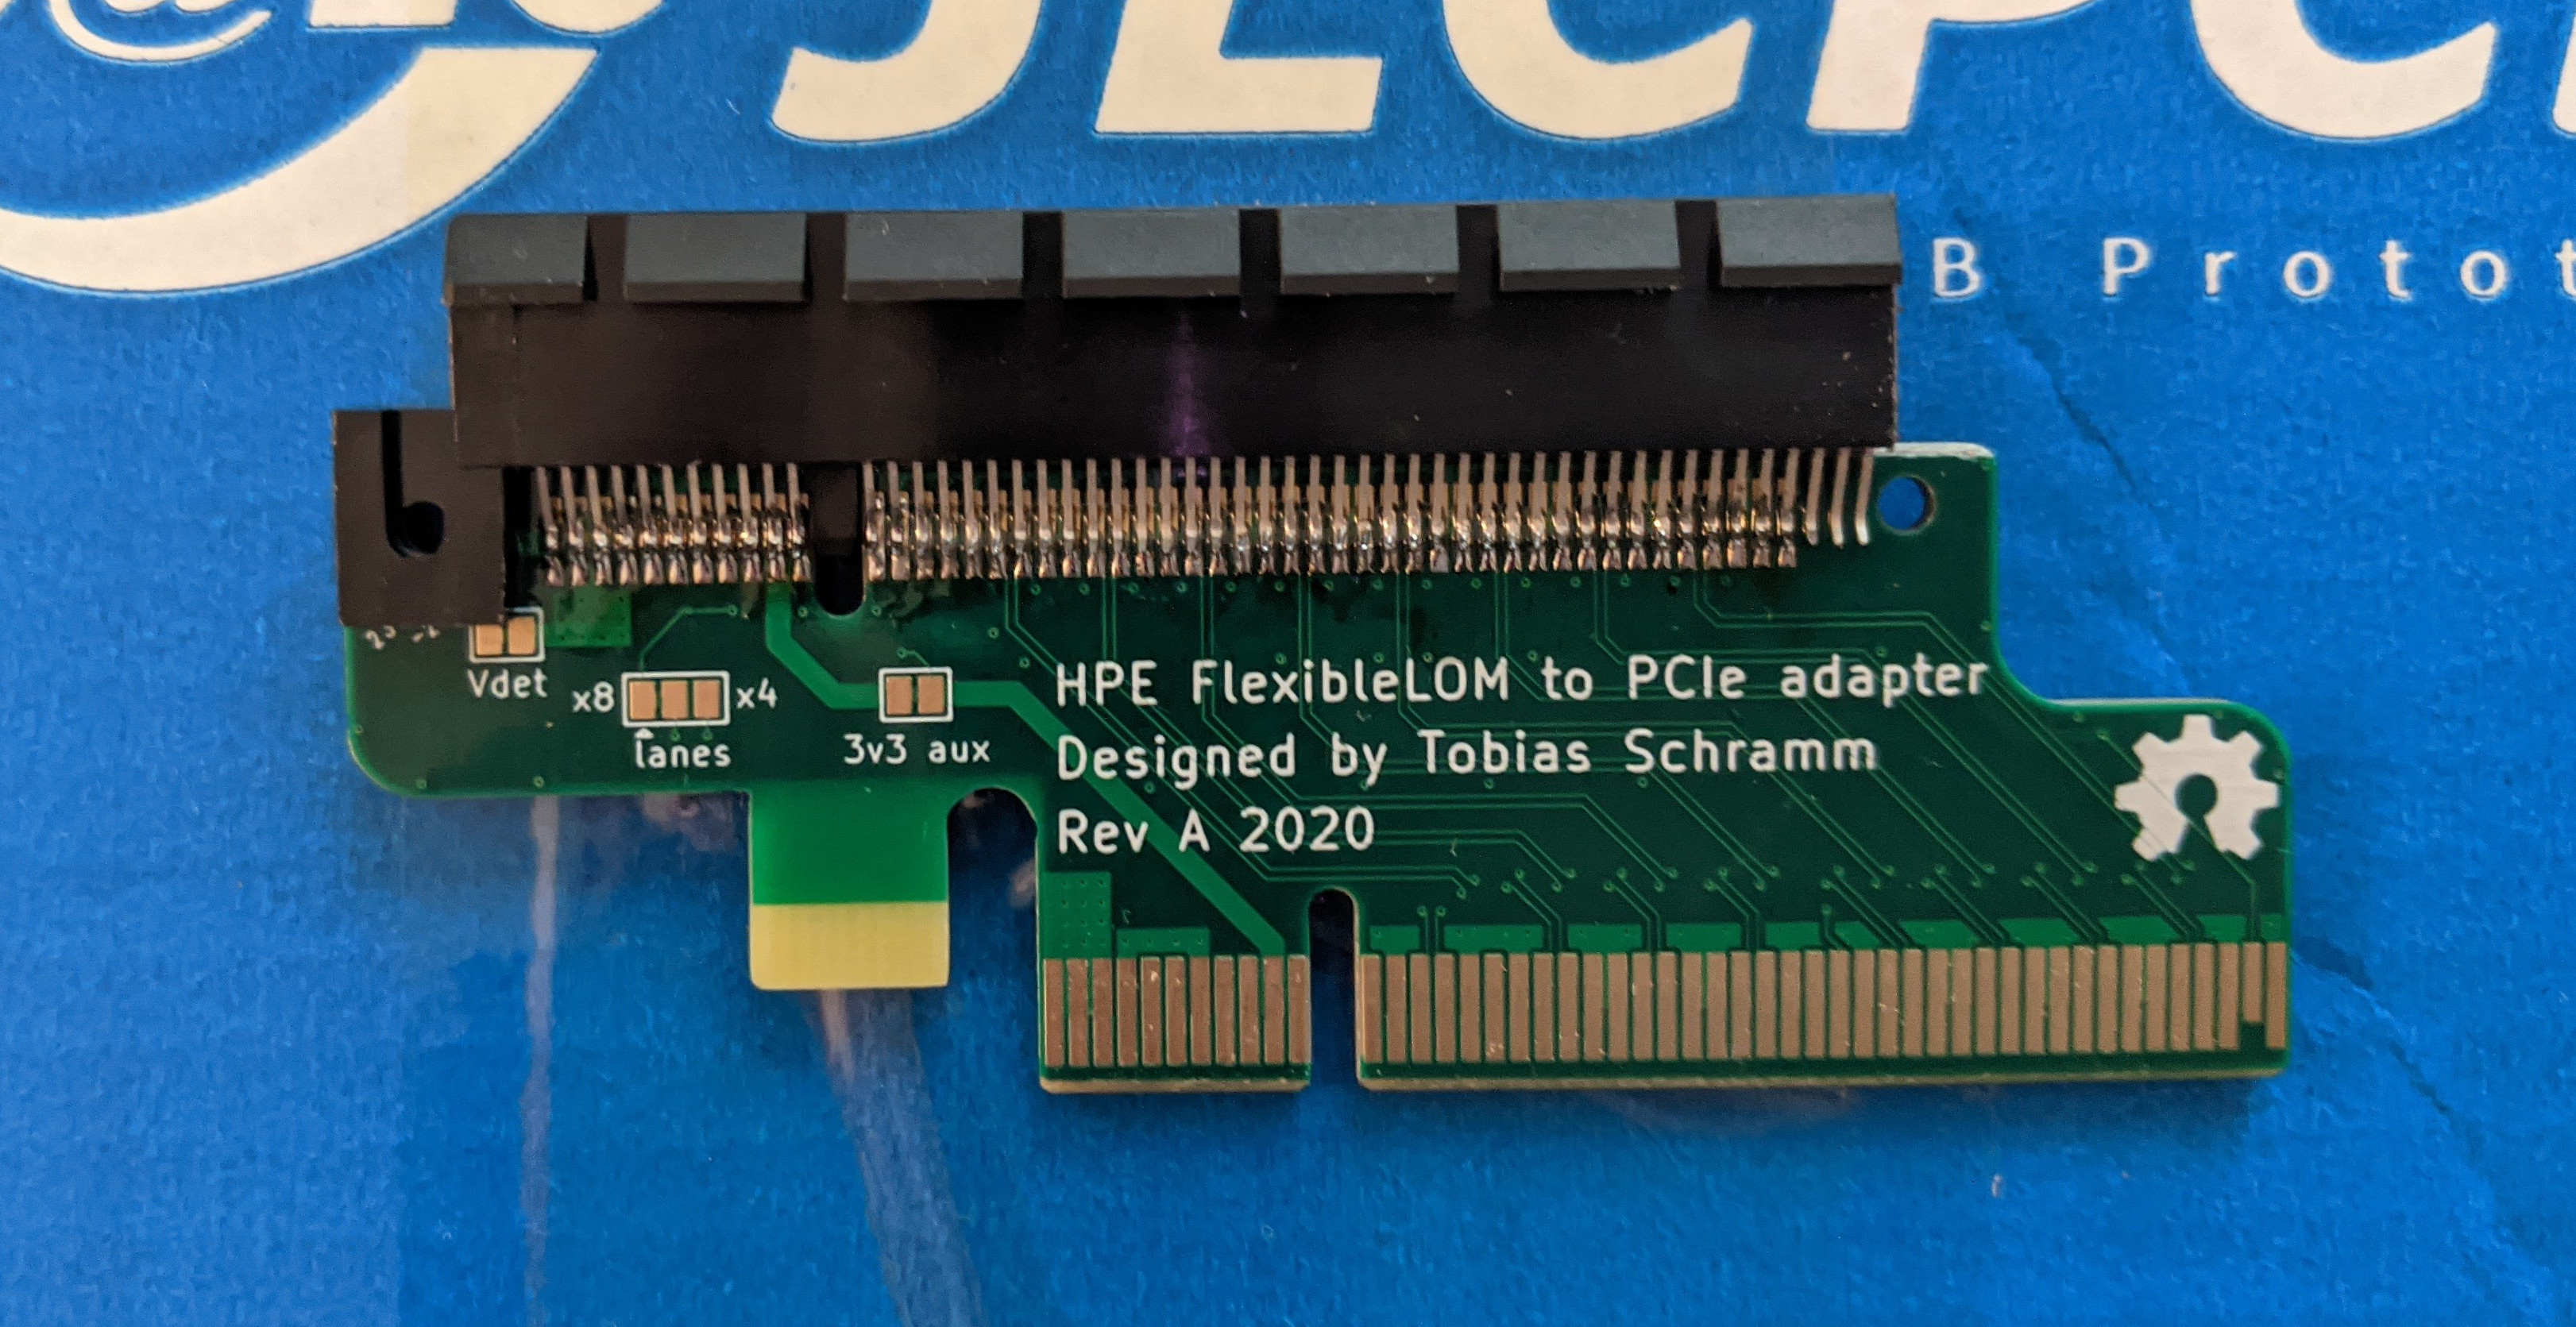 JLCPC
B Protot
Vdet
x8
x4
lanes
3v3 aux
HPE FlexibleLOM to PCIe adapter
Designed by Tobias Schramm
Rev A 2020